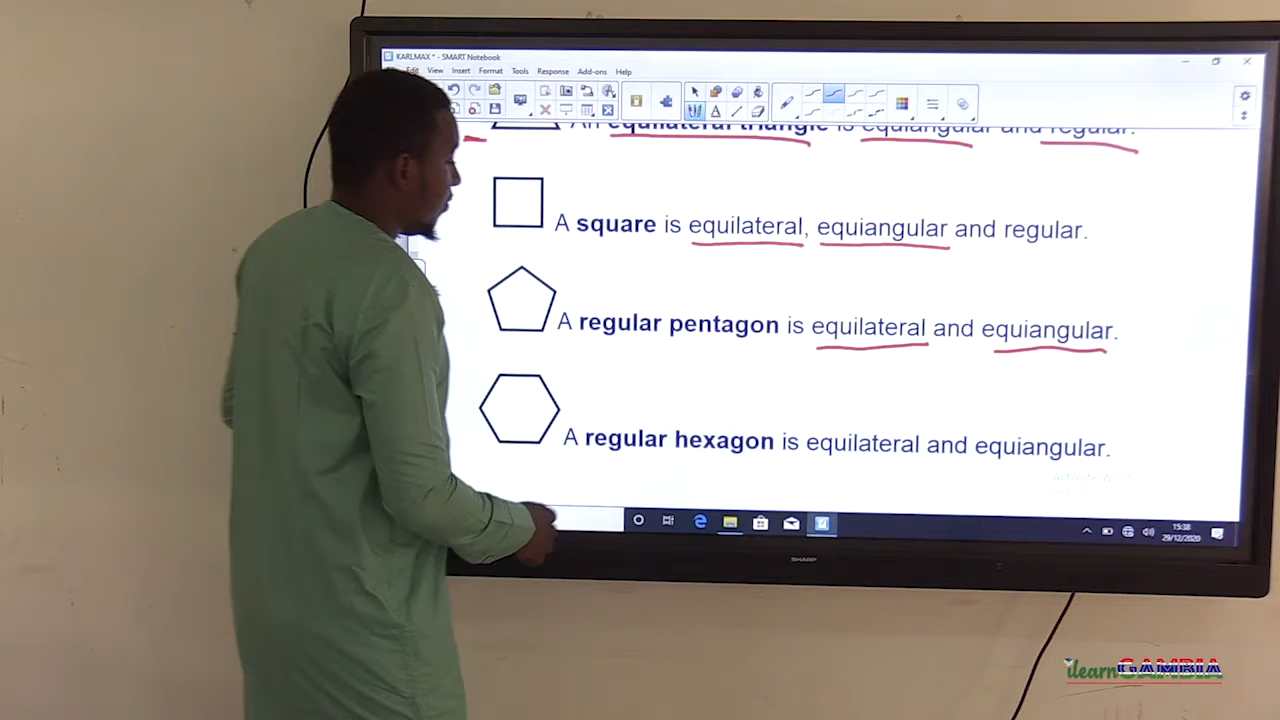 KARLMAX * - SMART Notebook
Edit View Insert Format Tools Response Add-ons Help
An equilateral triangle is equiangular and regular.
A square is equilateral, equiangular and regular.
A regular pentagon is equilateral and equiangular.
A regular hexagon is equilateral and equiangular.
15:38
29/12/2020
SHARP
ilearnGAMBIA